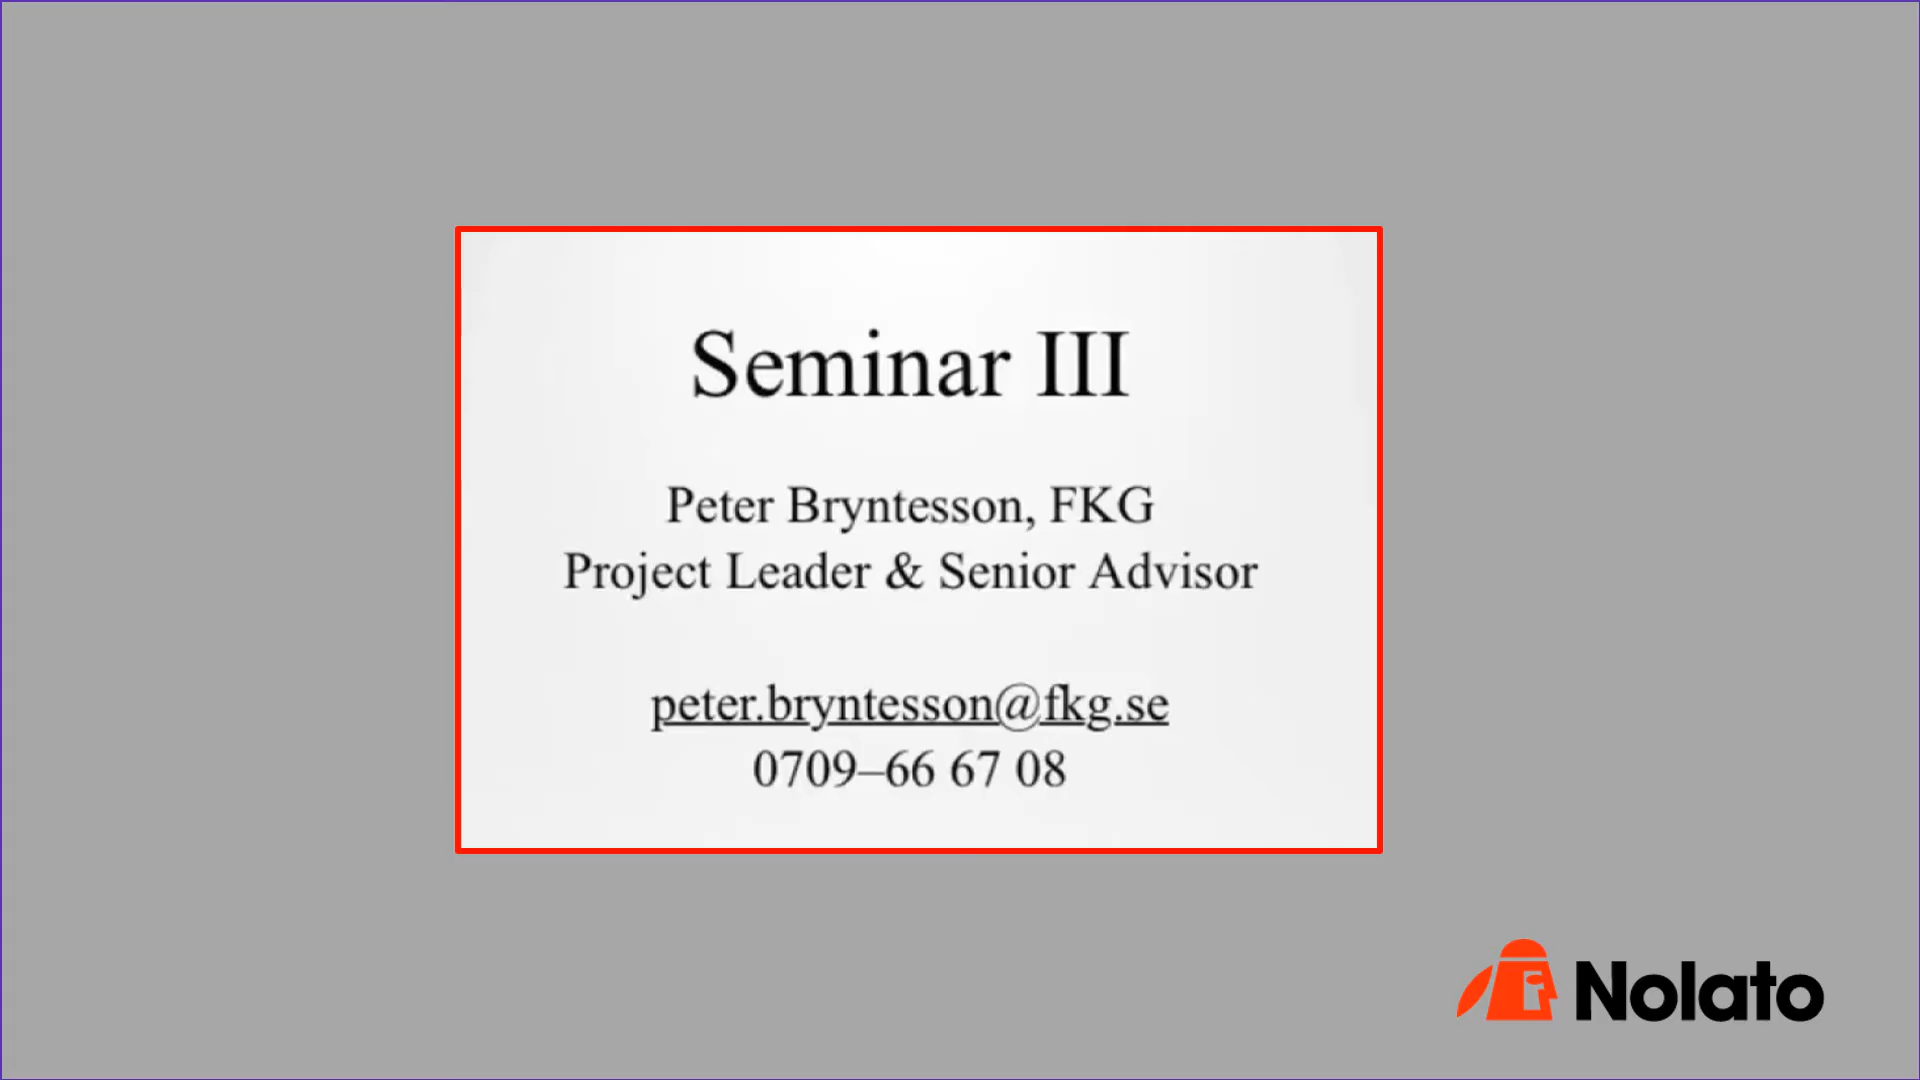 Seminar III
Peter Bryntesson, FKG
Project Leader & Senior Advisor
peter.bryntesson@fkg.se
0709–66 67 08
Nolato